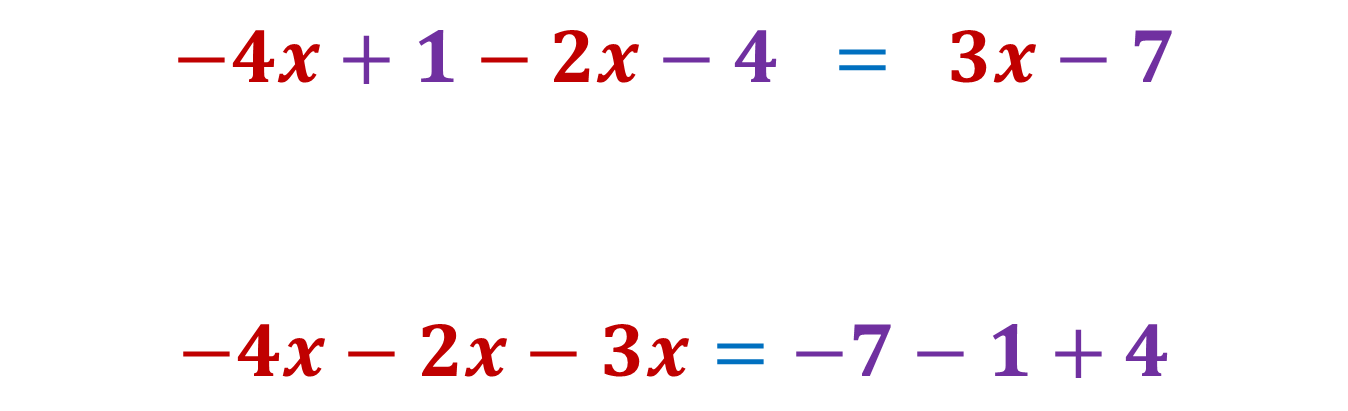 −4x + 1 − 2x − 4 = 3x − 7
−4x − 2x − 3x = −7 − 1 + 4